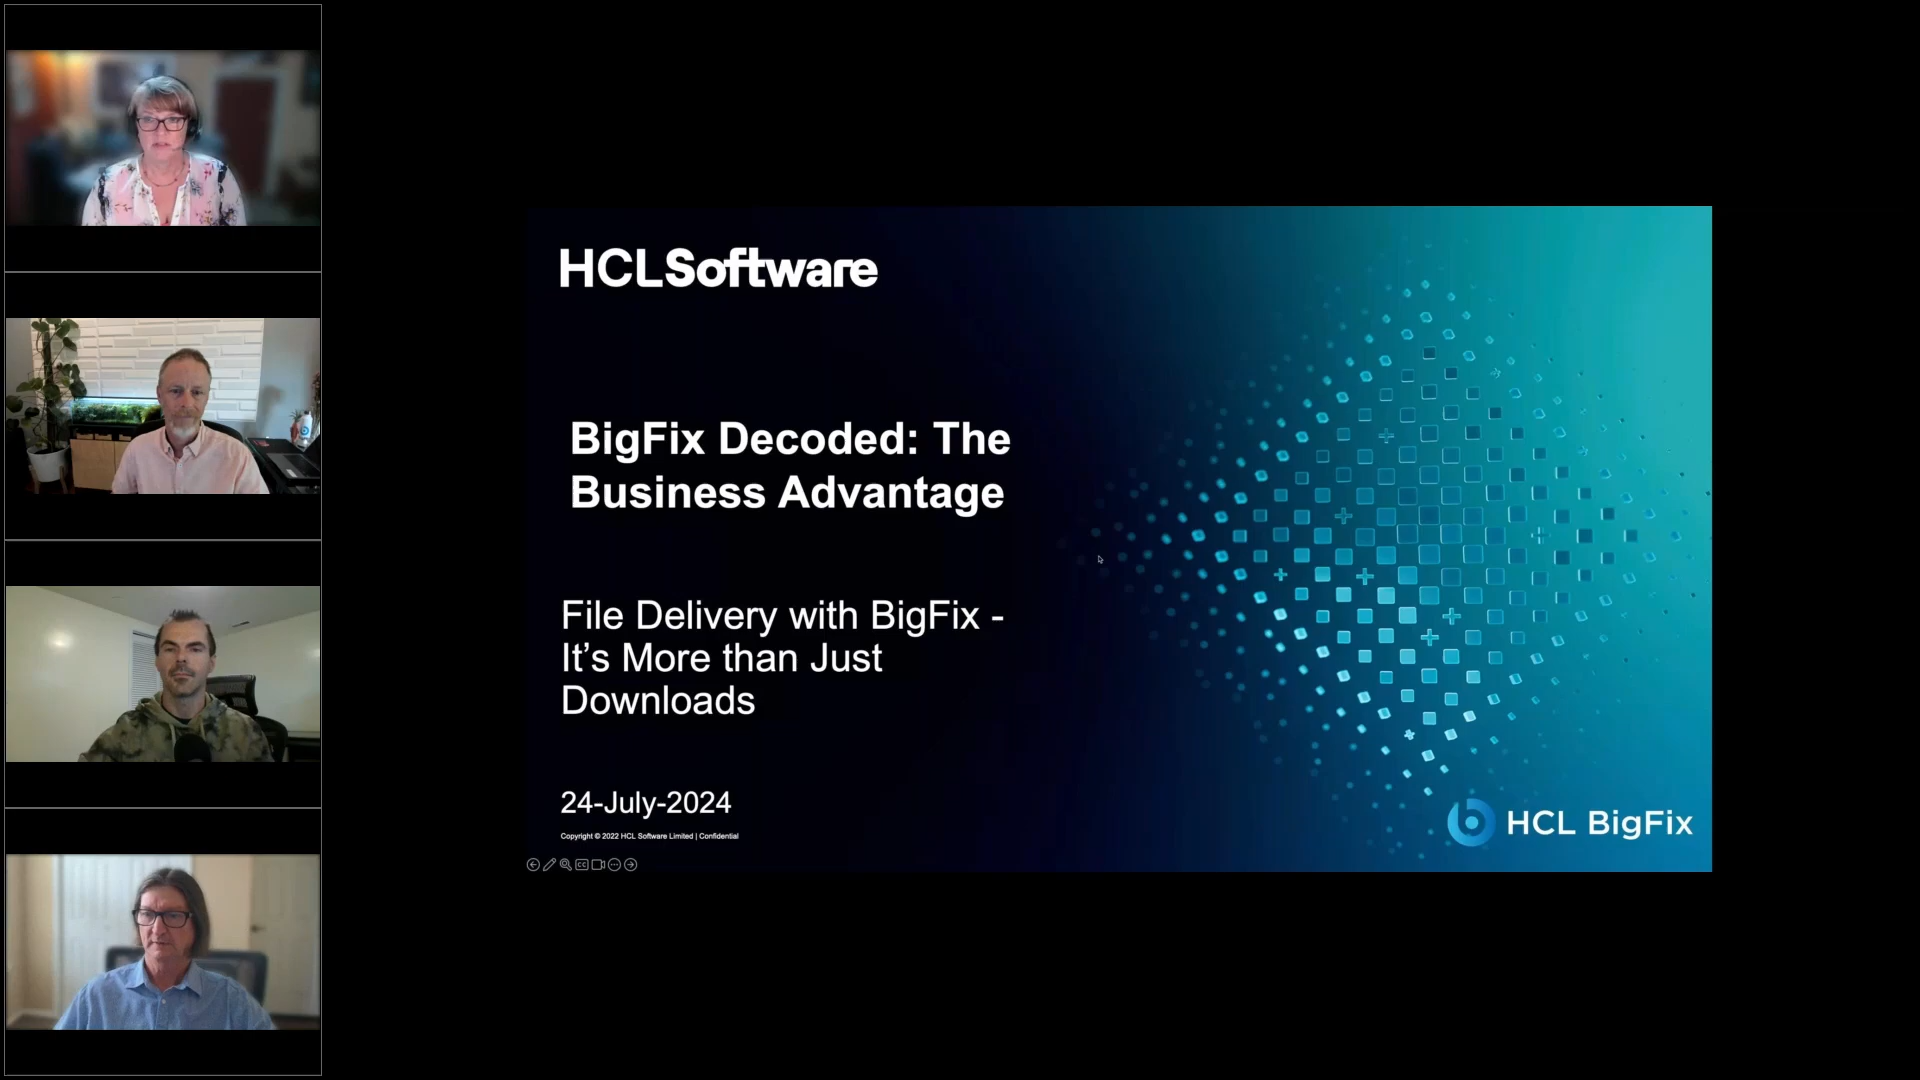 HCLSoftware
BigFix Decoded: The
Business Advantage
File Delivery with BigFix -
It’s More than Just
Downloads
24-July-2024
Copyright © 2022 HCL Software Limited | Confidential
HCL BigFix